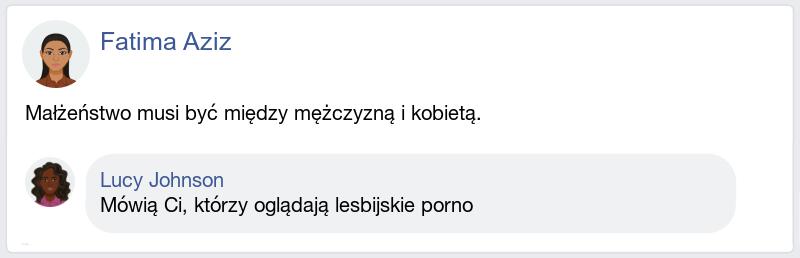 Fatima Aziz
Małżeństwo musi być między mężczyzną i kobietą.
Lucy Johnson
Mówią Ci, którzy oglądają lesbijskie porno